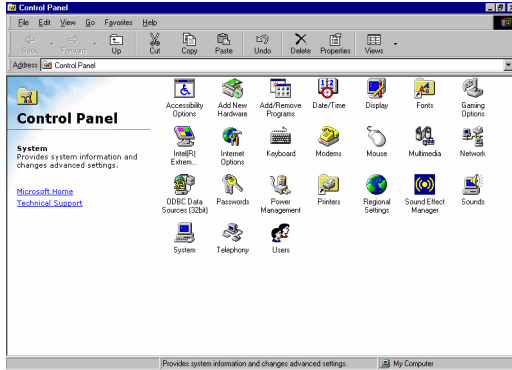 Control Panel
File Edit View Go Favorites Help
Back Forward Up Cut Copy Paste Undo Delete Properties Views
Address Control Panel
Control Panel
System
Provides system information and
changes advanced settings.
Microsoft Home
Technical Support
Accessibility
Options
Add New
Hardware
Add/Remove
Programs
Date/Time
Display
Fonts
Gaming
Options
Intel(R)
Extrem...
Internet
Options
Keyboard
Modems
Mouse
Multimedia
Network
ODBC Data
Sources (32bit)
Passwords
Power
Management
Printers
Regional
Settings
Sound Effect
Manager
Sounds
System
Telephony
Users
Provides system information and changes advanced settings. My Computer